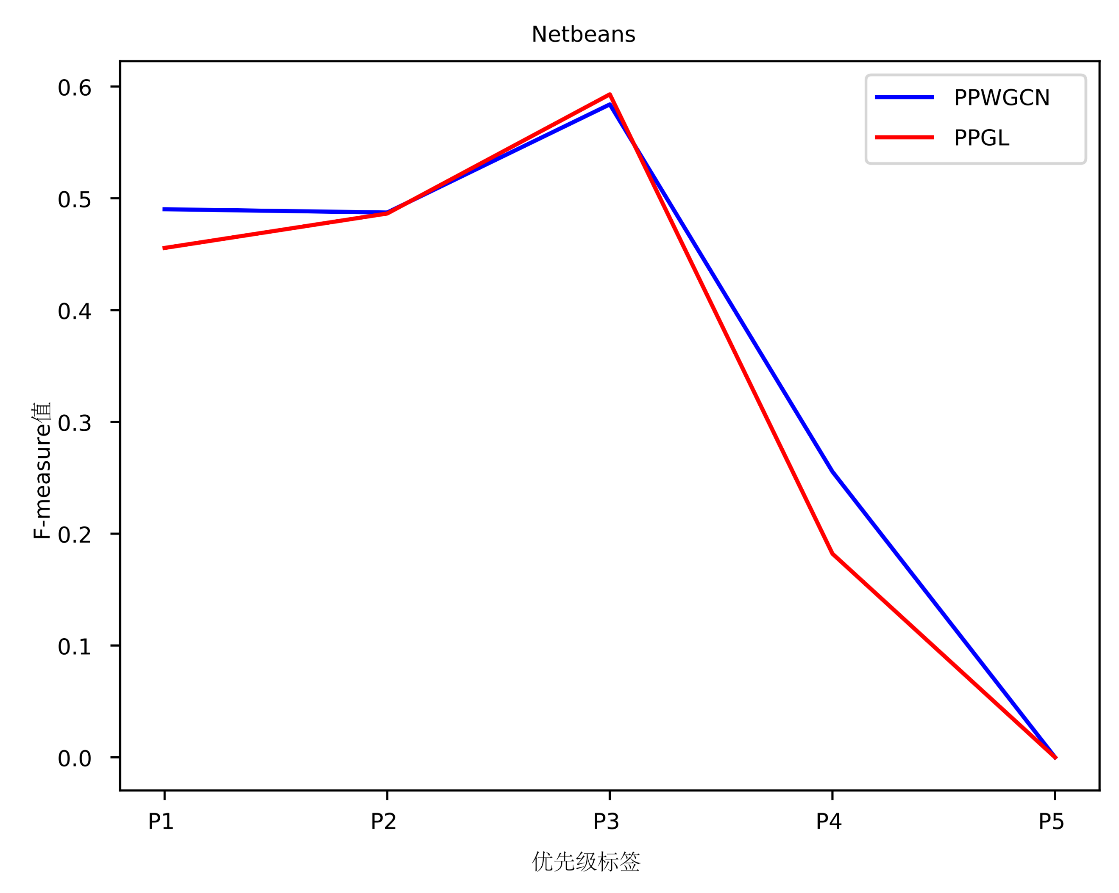 Netbeans
PPWGCN
PPGL
0.6
0.5
0.4
0.3
0.2
0.1
0.0
F-measure值
P1 P2 P3 P4 P5
优先级标签